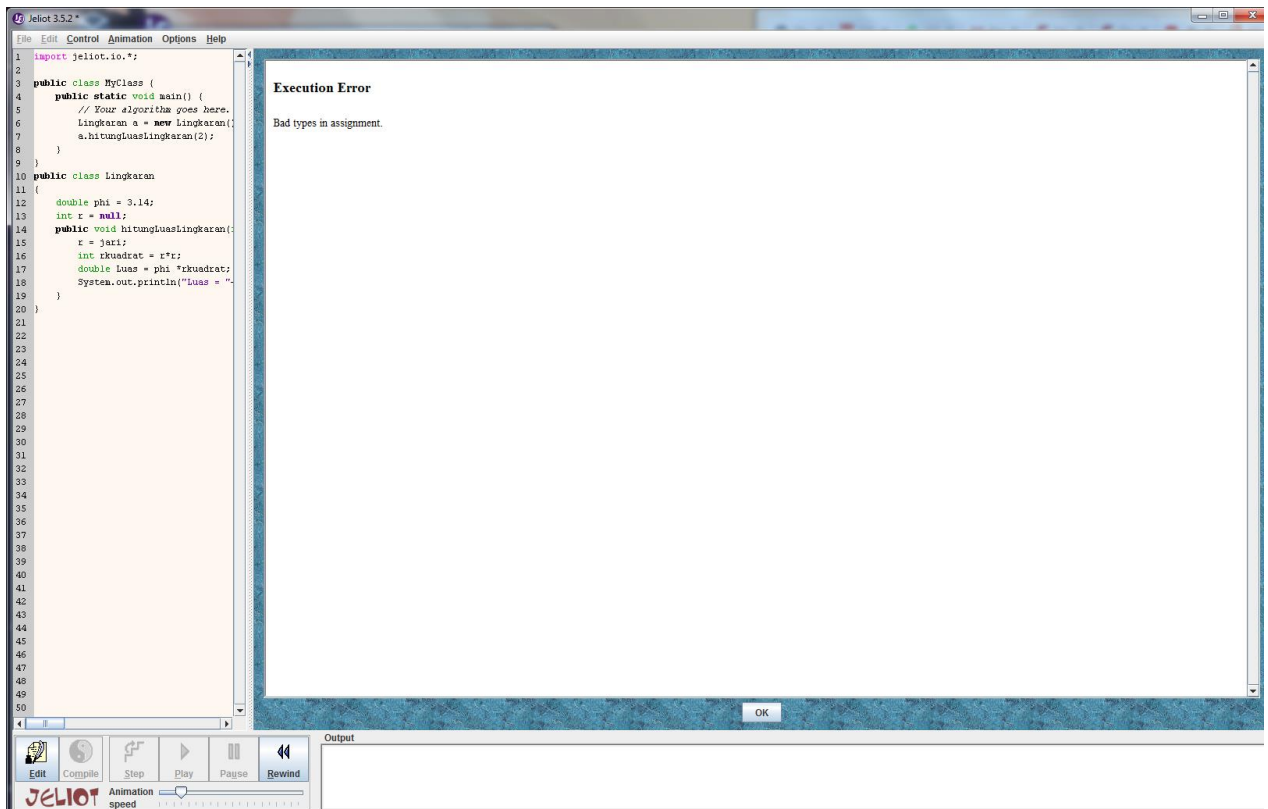 Jeliot 3.5.2 *
File Edit Control Animation Options Help
1 import jeliot.io.*;
2
3 public class MyClass {
4 public static void main() {
5 // Your algorithm goes here.
6 Lingkaran a = new Lingkaran()
7 a.hitungLuasLingkaran(2);
8 }
9 }
10 public class Lingkaran
11 {
12 double phi = 3.14;
13 int r = null;
14 public void hitungLuasLingkaran(
15 r = jari;
16 int rkuadrat = r*r;
17 double Luas = phi *rkuadrat;
18 System.out.println("Luas = "
19 }
20 }
21
22
23
24
25
26
27
28
29
30
31
32
33
34
35
36
37
38
39
40
41
42
43
44
45
46
47
48
49
50
Execution Error
Bad types in assignment.
OK
Edit Compile Step Play Pause Rewind
JELIOT
Animation speed
Output